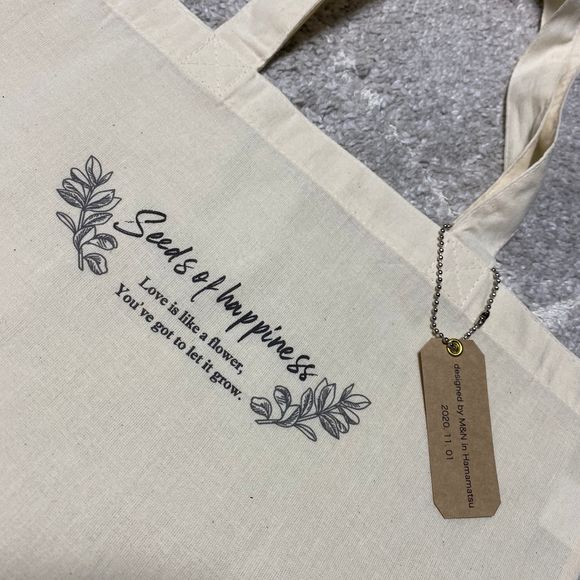 Seeds of happiness
Love is like a flower,
You've got to let it grow.
designed by M&N in Hamamatsu
2020. 11. 01